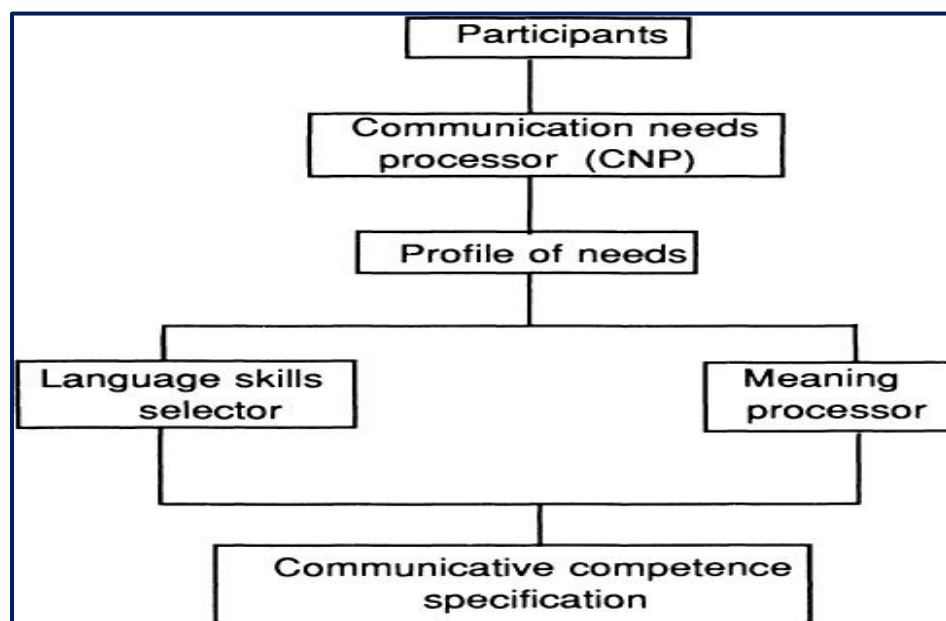 Participants
Communication needs
processor (CNP)
Profile of needs
Language skills
selector
Meaning
processor
Communicative competence
specification